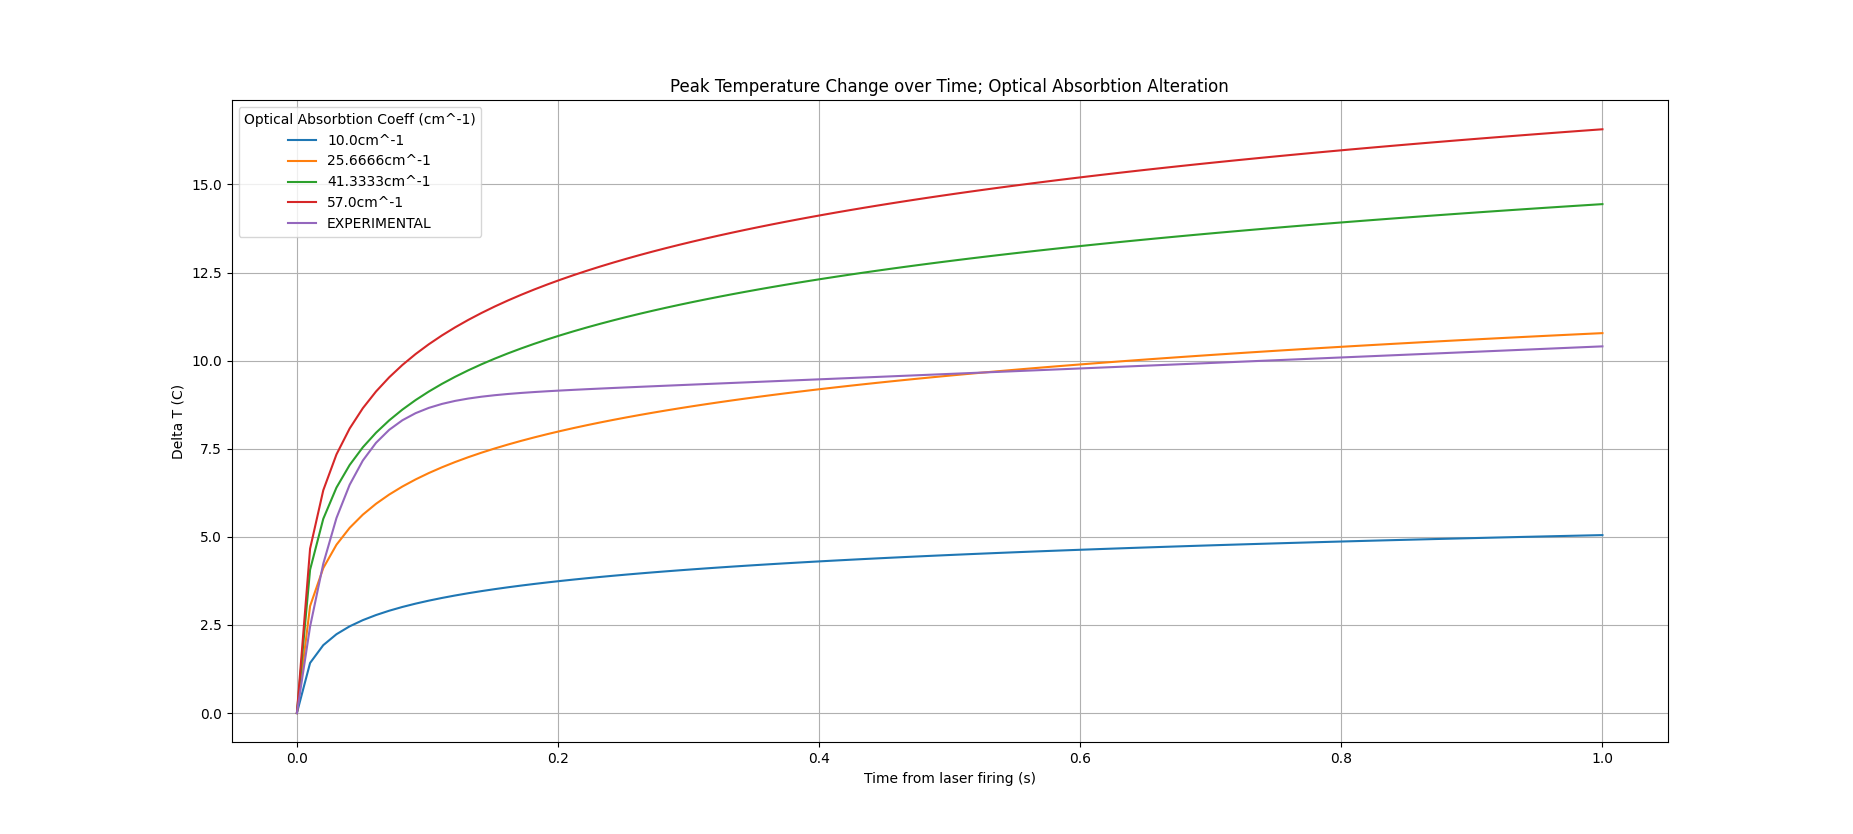 Peak Temperature Change over Time; Optical Absorbtion Alteration
Optical Absorbtion Coeff (cm^-1)
10.0cm^-1
25.6666cm^-1
41.3333cm^-1
57.0cm^-1
EXPERIMENTAL
Delta T (C)
15.0
12.5
10.0
7.5
5.0
2.5
0.0
0.0 0.2 0.4 0.6 0.8 1.0
Time from laser firing (s)